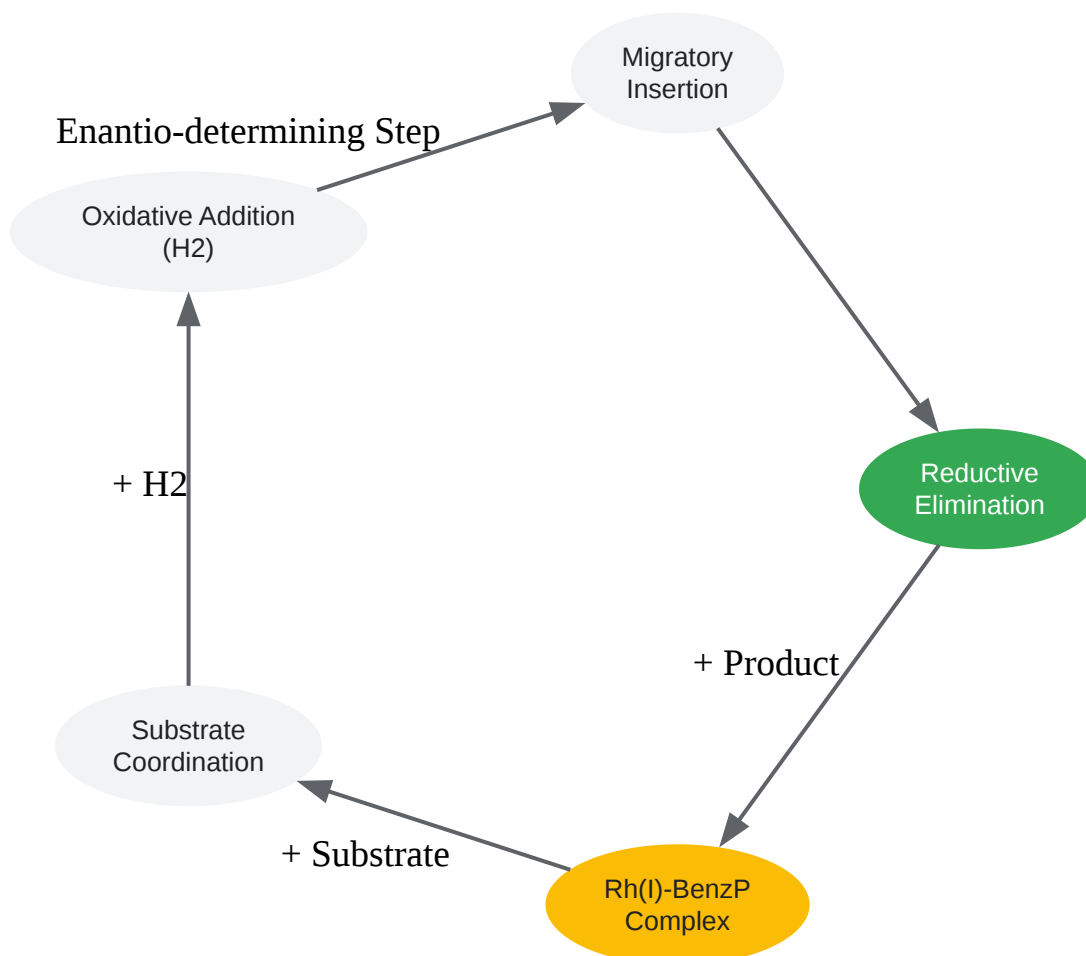 Migratory
Insertion
Enantio-determining Step
Oxidative Addition
(H2)
Reductive
Elimination
+ H2
+ Product
Substrate
Coordination
+ Substrate
Rh(I)-BenzP
Complex